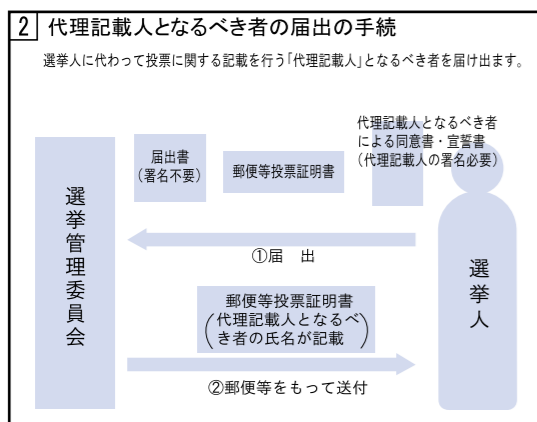 2 代理記載人となるべき者の届出の手続
選挙人に代わって投票に関する記載を行う「代理記載人」となるべき者を届け出ます。
代理記載人となるべき者
による同意書・宣誓書
(代理記載人の署名必要)
届出書
(署名不要)
郵便等投票証明書
選挙管理委員会
①届　出
選挙人
郵便等投票証明書
(代理記載人となるべ
き者の氏名が記載)
②郵便等をもって送付